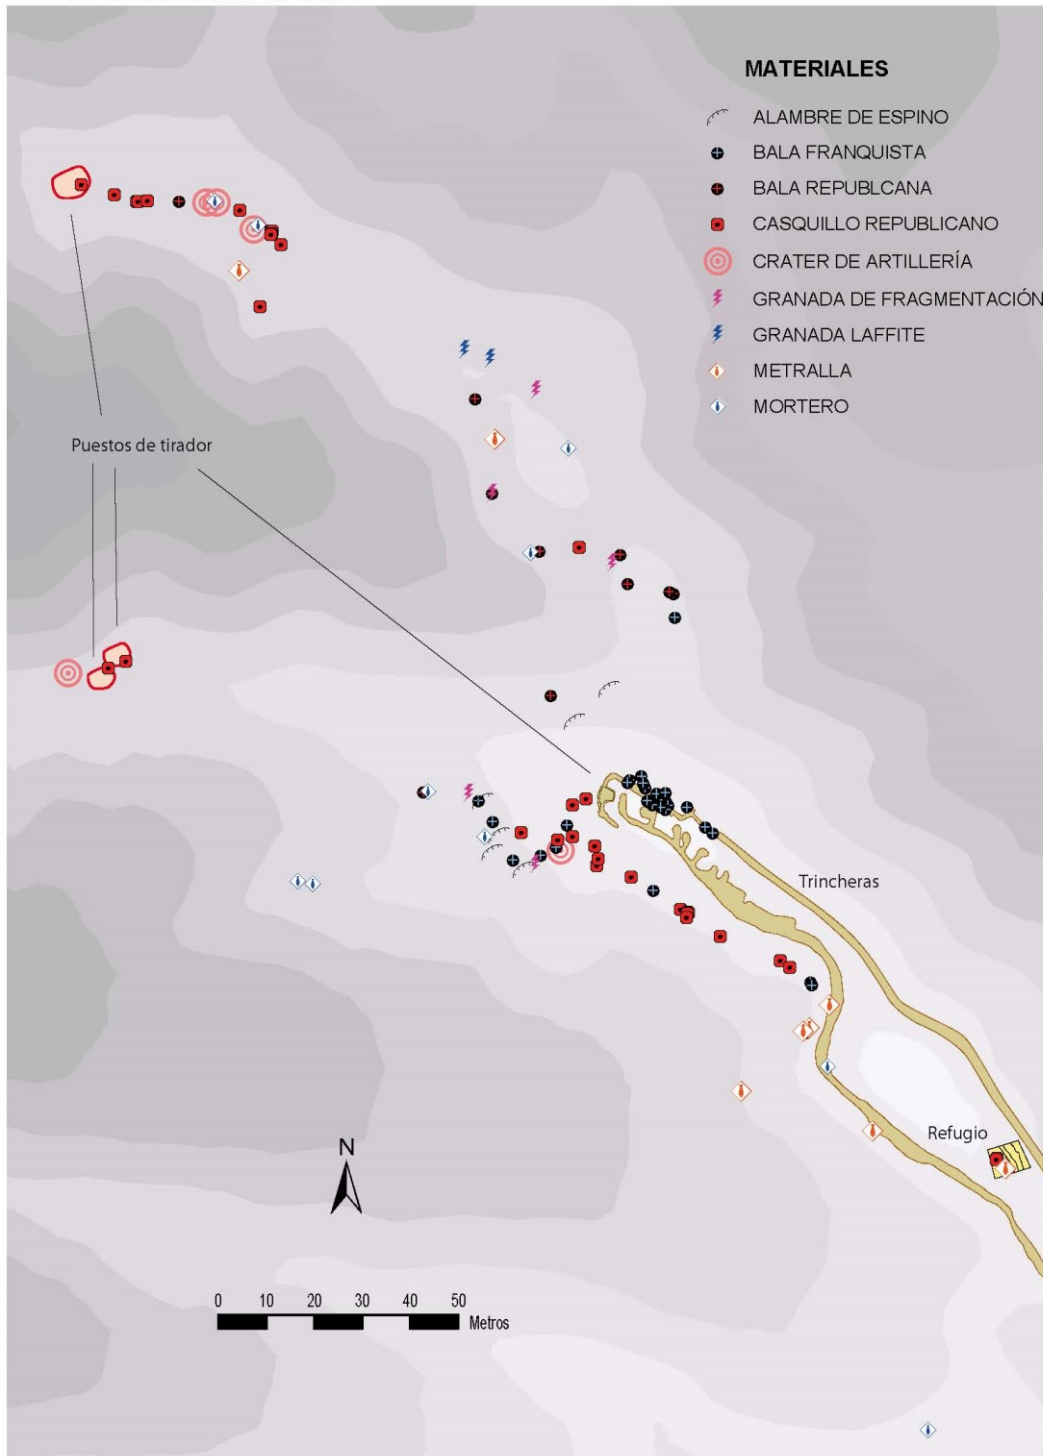 MATERIALES
ALAMBRE DE ESPINO
BALA FRANQUISTA
BALA REPUBLCANA
CASQUILLO REPUBLICANO
CRATER DE ARTILLERÍA
GRANADA DE FRAGMENTACIÓN
GRANADA LAFFITE
METRALLA
MORTERO
Puestos de tirador
Trincheras
Refugio
N
0 10 20 30 40 50
Metros